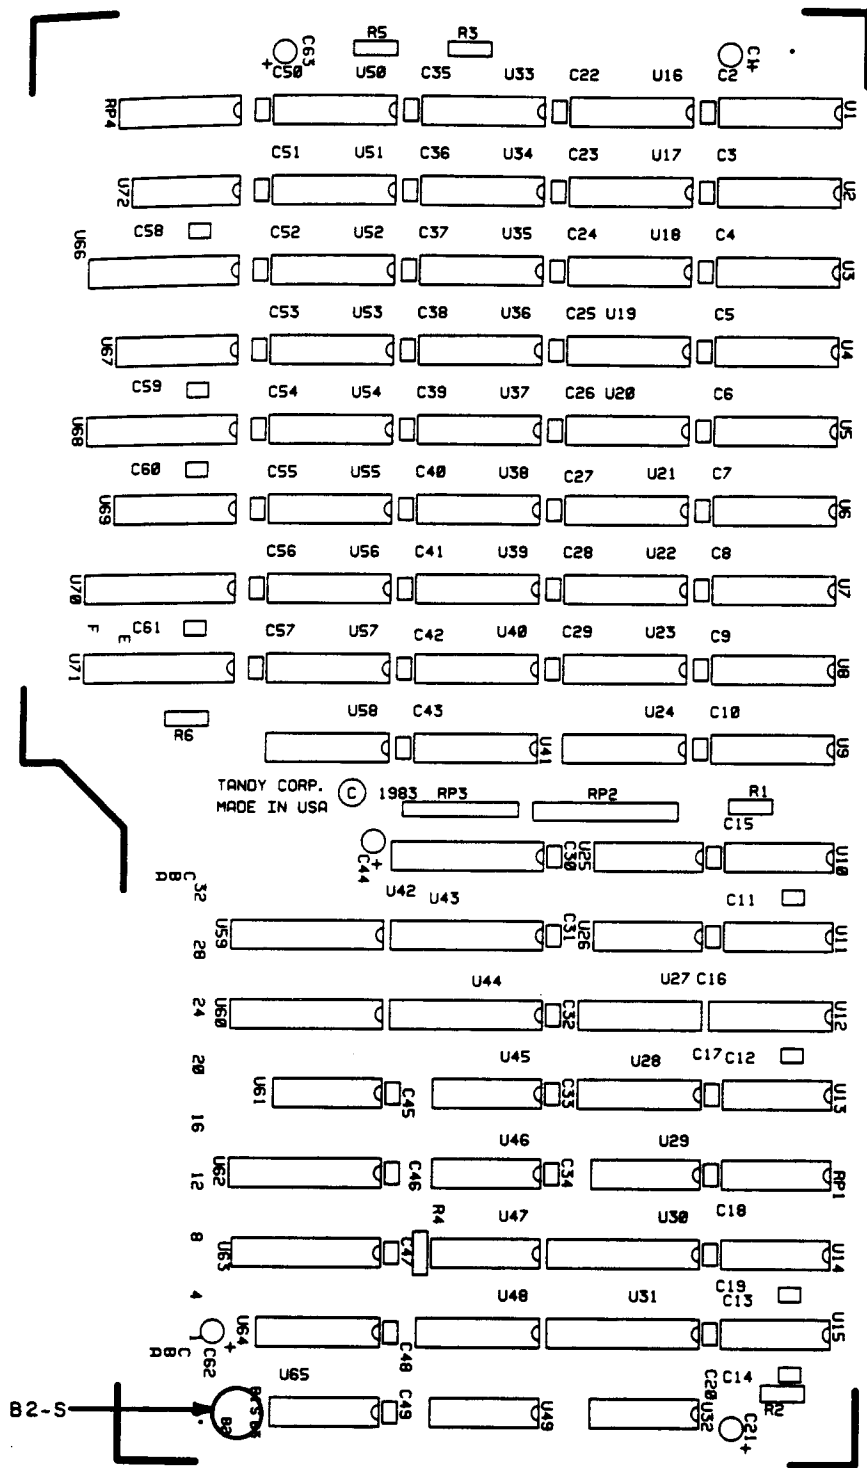 R5 R3
C63 C1
+ +
C50 U50 C35 U33 C22 U16 C2
RP4 U1
C51 U51 C36 U34 C23 U17 C3
U72 U2
C58 C52 U52 C37 U35 C24 U18 C4
U66 U3
C53 U53 C38 U36 C25 U19 C5
U67 U4
C59 C54 U54 C39 U37 C26 U20 C6
U68 U5
C60 C55 U55 C40 U38 C27 U21 C7
U69 U6
C56 U56 C41 U39 C28 U22 C8
U70 U7
F E C61 C57 U57 C42 U40 C29 U23 C9
U71 U8
R6 U58 C43 U24 C10
U41 U9
TANDY CORP. C 1983 RP3 RP2 R1
MADE IN USA
C15
C44 + C30 U25 U10
C B A
32 U42 U43 C11
28 U59 C31 U26 U11
U44 U27 C16
24 U60 C32 U12
20 U45 U28 C17 C12
U61 C45 C33 U13
16 U46 U29
12 U62 C46 C34 RP1
R4 U47 U30 C18
8 U63 C47 U14
4 U48 U31 C19 C13
1 C62 + U64 C48 U15
C B A
U65 C20 C14
B2-S C49 U49 U32 R2
C21 +